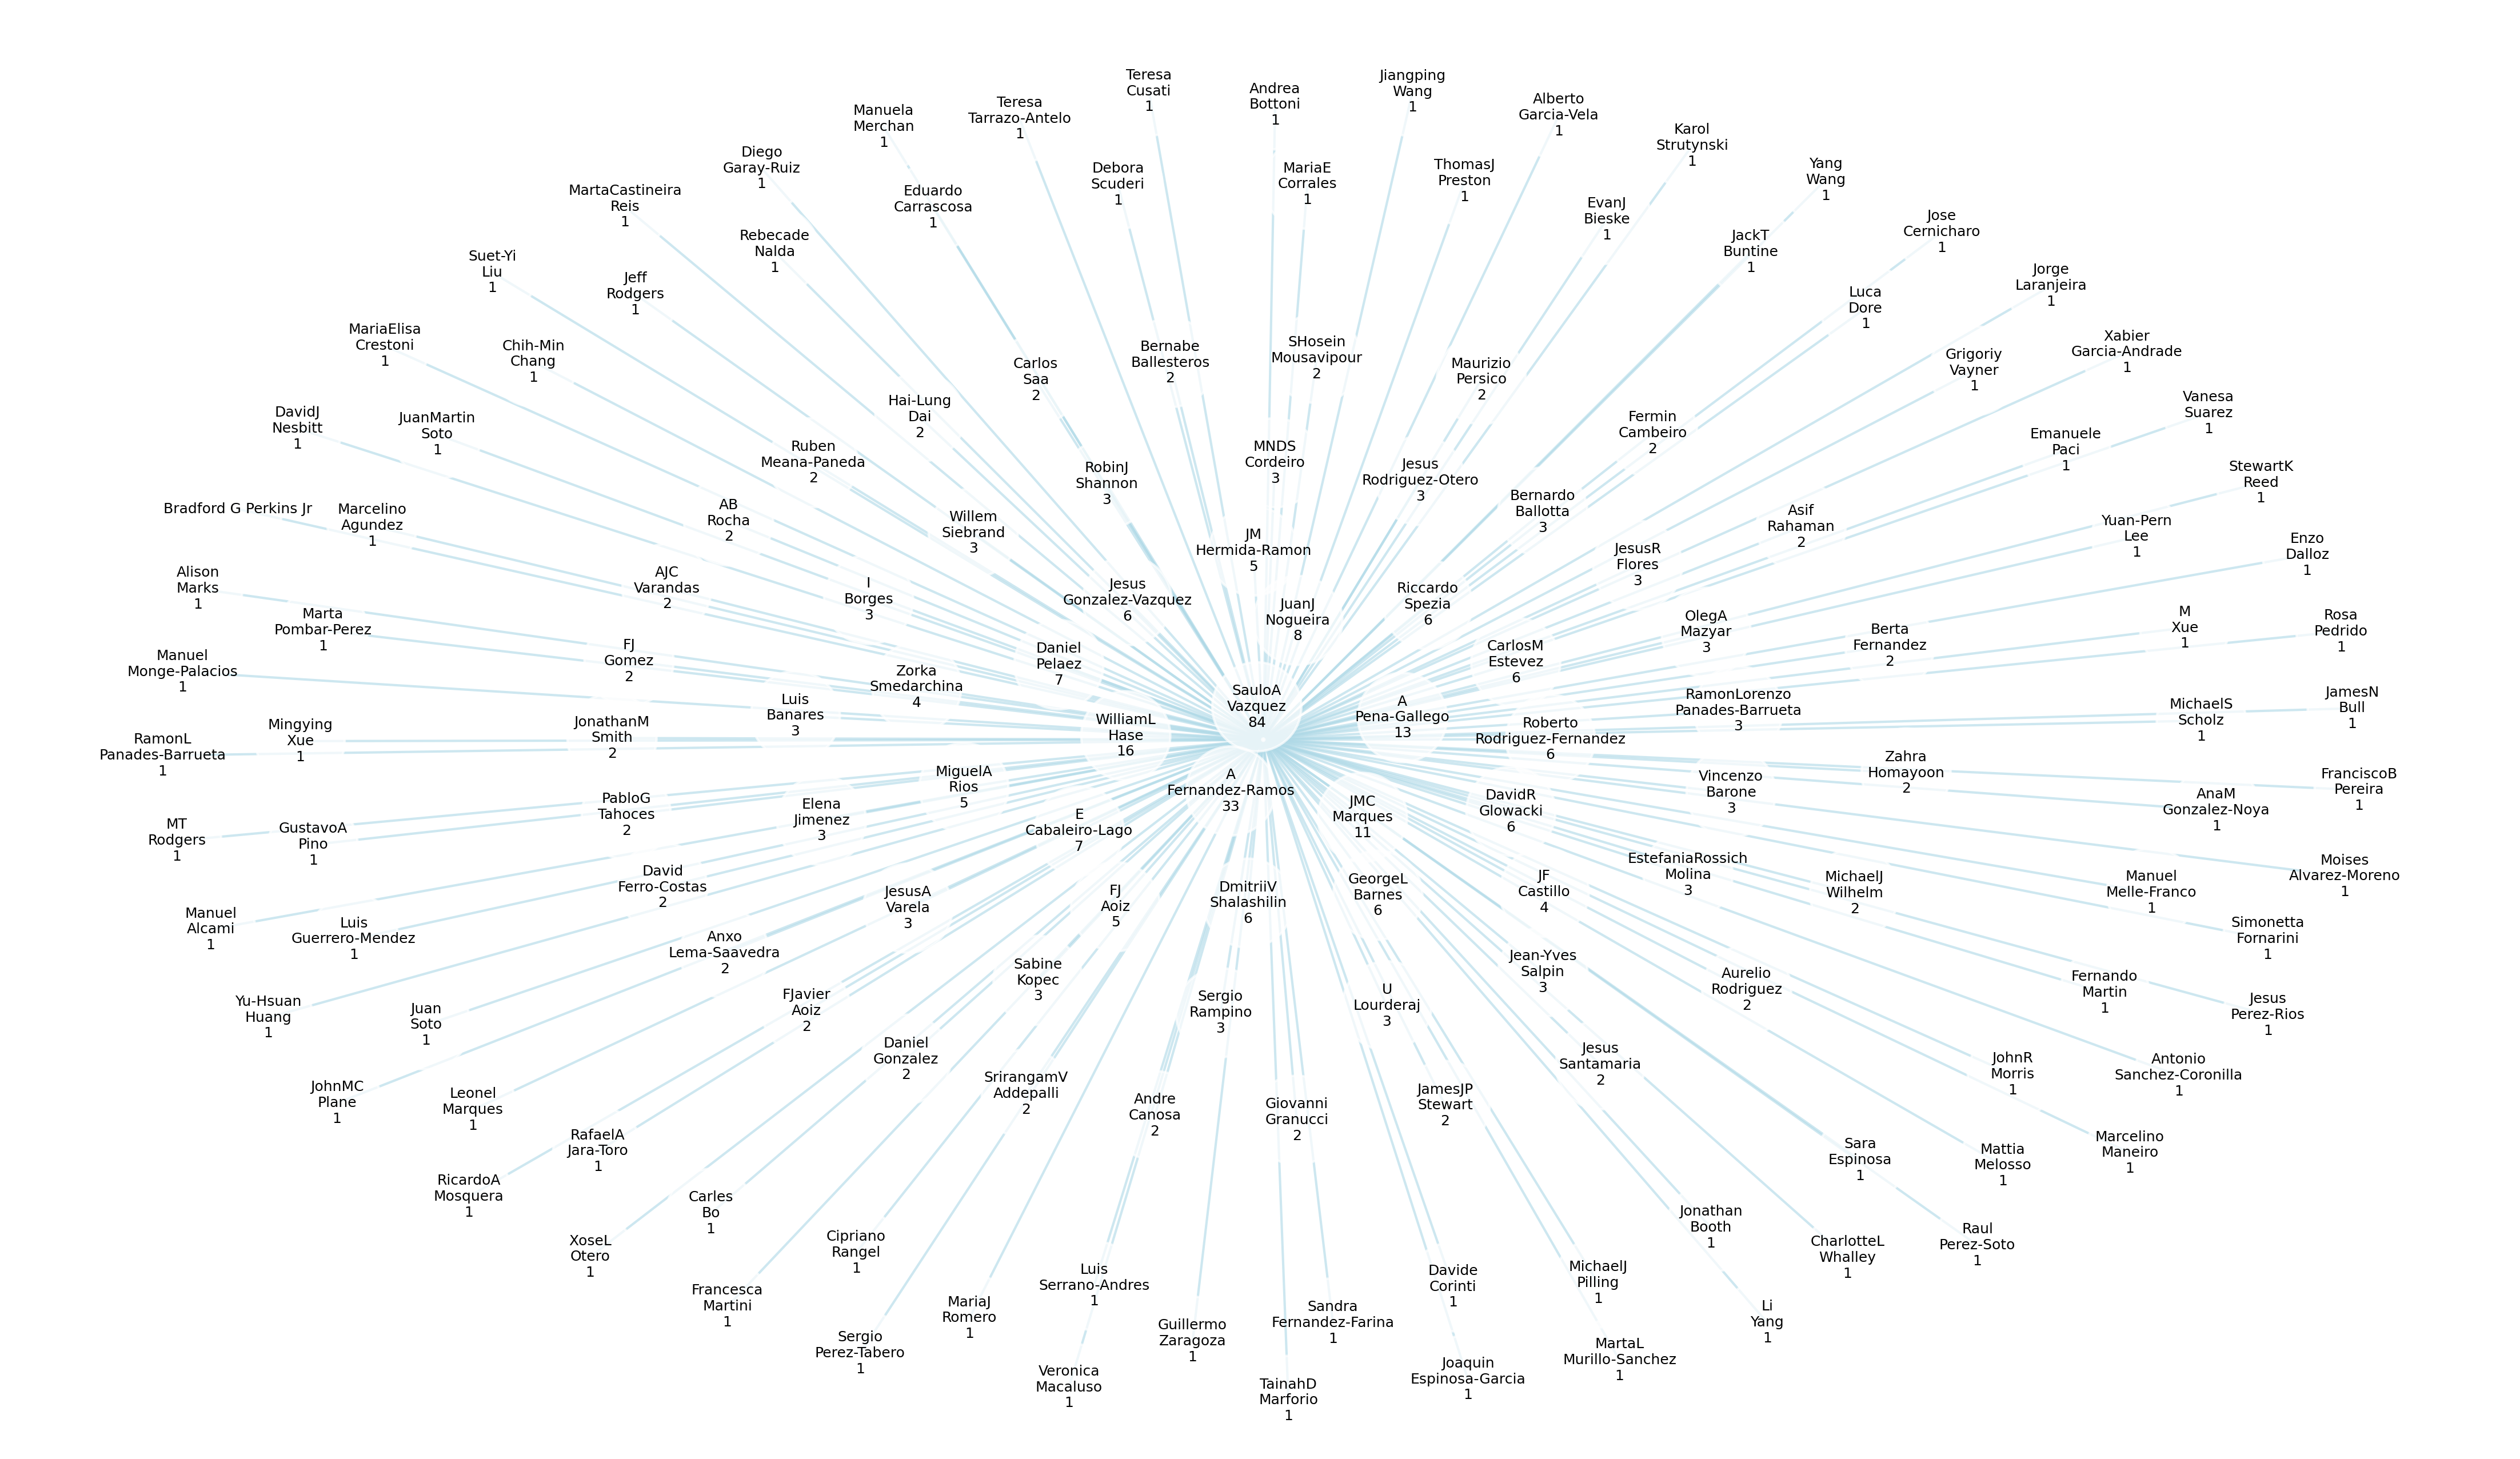 Teresa
Cusati
1
Andrea
Bottoni
1
Jiangping
Wang
1
Manuela
Merchan
1
Teresa
Tarrazo-Antelo
1
Alberto
Garcia-Vela
1
Karol
Strutynski
1
Diego
Garay-Ruiz
1
Debora
Scuderi
1
MariaE
Corrales
1
ThomasJ
Preston
1
Yang
Wang
1
MartaCastineira
Reis
1
Eduardo
Carrascosa
1
EvanJ
Bieske
1
Jose
Cernicharo
1
Rebecade
Nalda
1
JackT
Buntine
1
Suet-Yi
Liu
1
Jeff
Rodgers
1
Luca
Dore
1
Jorge
Laranjeira
1
MariaElisa
Crestoni
1
Chih-Min
Chang
1
Carlos
Saa
2
Bernabe
Ballesteros
2
SHosein
Mousavipour
2
Maurizio
Persico
2
Grigoriy
Vayner
1
Xabier
Garcia-Andrade
1
DavidJ
Nesbitt
1
JuanMartin
Soto
1
Hai-Lung
Dai
2
Fermin
Cambeiro
2
Vanesa
Suarez
1
Ruben
Meana-Paneda
2
RobinJ
Shannon
3
MNDS
Cordeiro
3
Jesus
Rodriguez-Otero
3
Emanuele
Paci
1
StewartK
Reed
1
Bradford G Perkins Jr
Marcelino
Agundez
1
AB
Rocha
2
Willem
Siebrand
3
Bernardo
Ballotta
3
Asif
Rahaman
2
Yuan-Pern
Lee
1
JM
Hermida-Ramon
5
JesusR
Flores
3
Enzo
Dalloz
1
Alison
Marks
1
AJC
Varandas
2
I
Borges
3
Jesus
Gonzalez-Vazquez
6
JuanJ
Nogueira
8
Riccardo
Spezia
6
Marta
Pombar-Perez
1
OlegA
Mazyar
3
Berta
Fernandez
2
M
Xue
1
Rosa
Pedrido
1
Manuel
Monge-Palacios
1
FJ
Gomez
2
Zorka
Smedarchina
4
Daniel
Pelaez
7
CarlosM
Estevez
6
SauloA
Vazquez
84
A
Pena-Gallego
13
RamonLorenzo
Panades-Barrueta
3
MichaelS
Scholz
1
JamesN
Bull
1
RamonL
Panades-Barrueta
1
Mingying
Xue
1
JonathanM
Smith
2
Luis
Banares
3
WilliamL
Hase
16
Roberto
Rodriguez-Fernandez
6
MT
Rodgers
1
GustavoA
Pino
1
PabloG
Tahoces
2
Elena
Jimenez
3
MiguelA
Rios
5
E
Cabaleiro-Lago
7
A
Fernandez-Ramos
33
JMC
Marques
11
DavidR
Glowacki
6
Vincenzo
Barone
3
Zahra
Homayoon
2
AnaM
Gonzalez-Noya
1
FranciscoB
Pereira
1
Manuel
Alcami
1
Luis
Guerrero-Mendez
1
David
Ferro-Costas
2
JesusA
Varela
3
FJ
Aoiz
5
DmitriiV
Shalashilin
6
GeorgeL
Barnes
6
JF
Castillo
4
EstefaniaRossich
Molina
3
MichaelJ
Wilhelm
2
Manuel
Melle-Franco
1
Moises
Alvarez-Moreno
1
Yu-Hsuan
Huang
1
Juan
Soto
1
Anxo
Lema-Saavedra
2
FJavier
Aoiz
2
Sabine
Kopec
3
Sergio
Rampino
3
U
Lourderaj
3
Jean-Yves
Salpin
3
Aurelio
Rodriguez
2
Fernando
Martin
1
Simonetta
Fornarini
1
Jesus
Perez-Rios
1
JohnMC
Plane
1
Leonel
Marques
1
Daniel
Gonzalez
2
SrirangamV
Addepalli
2
Andre
Canosa
2
Giovanni
Granucci
2
JamesJP
Stewart
2
Jesus
Santamaria
2
JohnR
Morris
1
Antonio
Sanchez-Coronilla
1
RicardoA
Mosquera
1
RafaelA
Jara-Toro
1
Sara
Espinosa
1
Mattia
Melosso
1
Marcelino
Maneiro
1
XoseL
Otero
1
Carles
Bo
1
Cipriano
Rangel
1
Jonathan
Booth
1
CharlotteL
Whalley
1
Raul
Perez-Soto
1
Francesca
Martini
1
MariaJ
Romero
1
Luis
Serrano-Andres
1
Davide
Corinti
1
MichaelJ
Pilling
1
Li
Yang
1
Sergio
Perez-Tabero
1
Guillermo
Zaragoza
1
Sandra
Fernandez-Farina
1
Veronica
Macaluso
1
TainahD
Marforio
1
Joaquin
Espinosa-Garcia
1
MartaL
Murillo-Sanchez
1